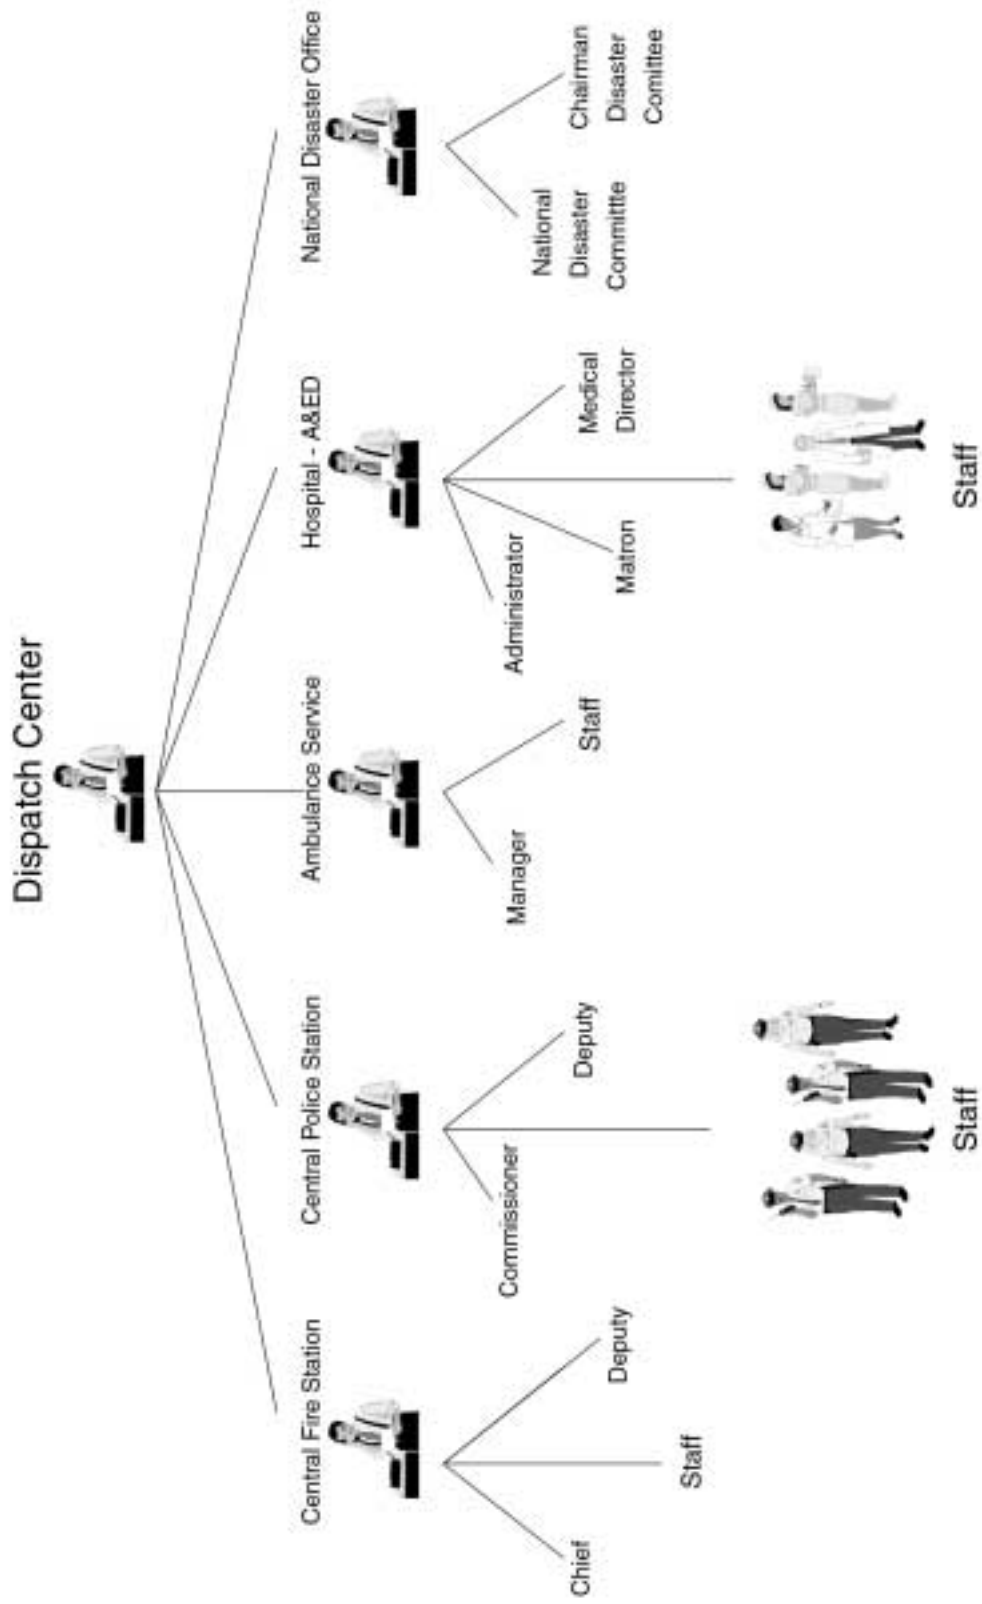 Dispatch Center
Central Fire Station
Central Police Station
Ambulance Service
Hospital - A&ED
National Disaster Office
Chief
Staff
Deputy
Commissioner
Deputy
Staff
Manager
Staff
Administrator
Matron
Medical
Director
Staff
National
Disaster
Committte
Chairman
Disaster
Comittee